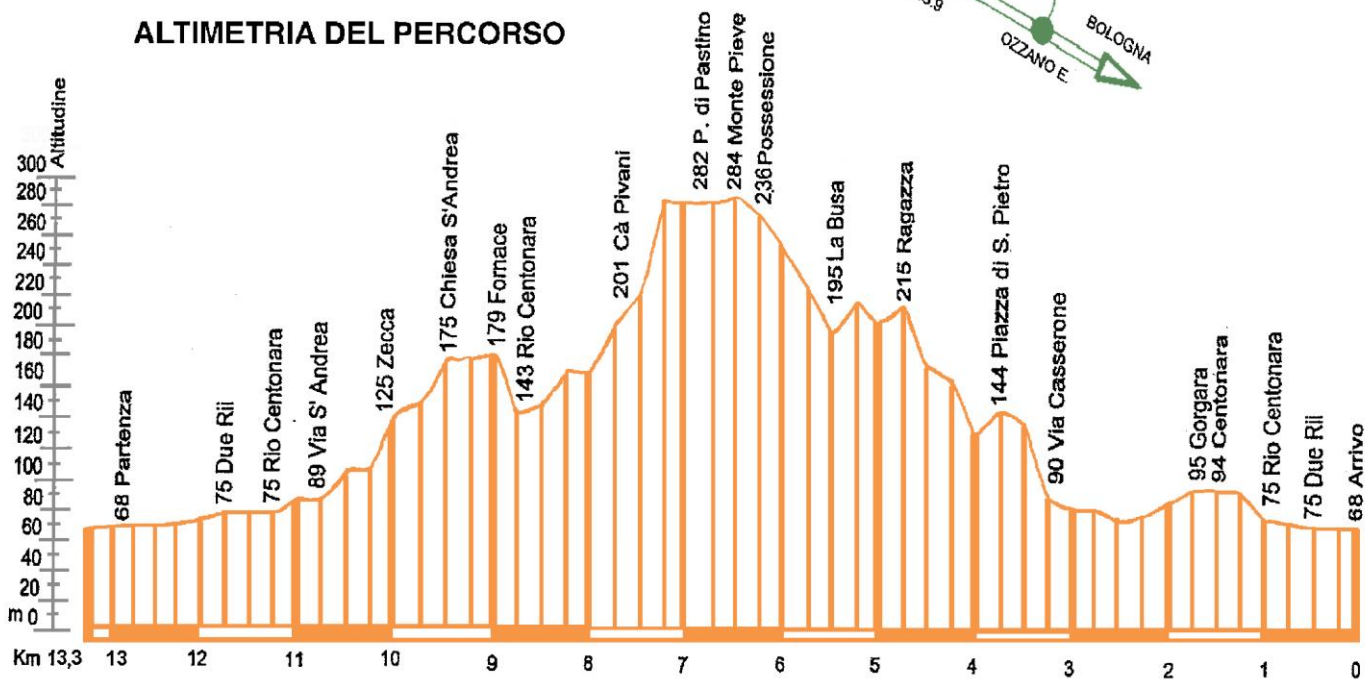 ALTIMETRIA DEL PERCORSO
BOLOGNA
OZZANO E.
Altitudine
300
280
260
240
220
200
180
160
140
120
100
80
60
40
20
m 0
68 Partenza
75 Due Rii
75 Rio Centonara
89 Via S' Andrea
125 Zecca
175 Chiesa S'Andrea
179 Fornace
143 Rio Centonara
201 Cà Pivani
282 P. di Pastino
284 Monte Pieve
236 Possessione
195 La Busa
215 Ragazza
144 Piazza di S. Pietro
90 Via Casserone
95 Gorgara
94 Centonara
75 Rio Centonara
75 Due Rii
68 Arrivo
Km 13,3 13 12 11 10 9 8 7 6 5 4 3 2 1 0